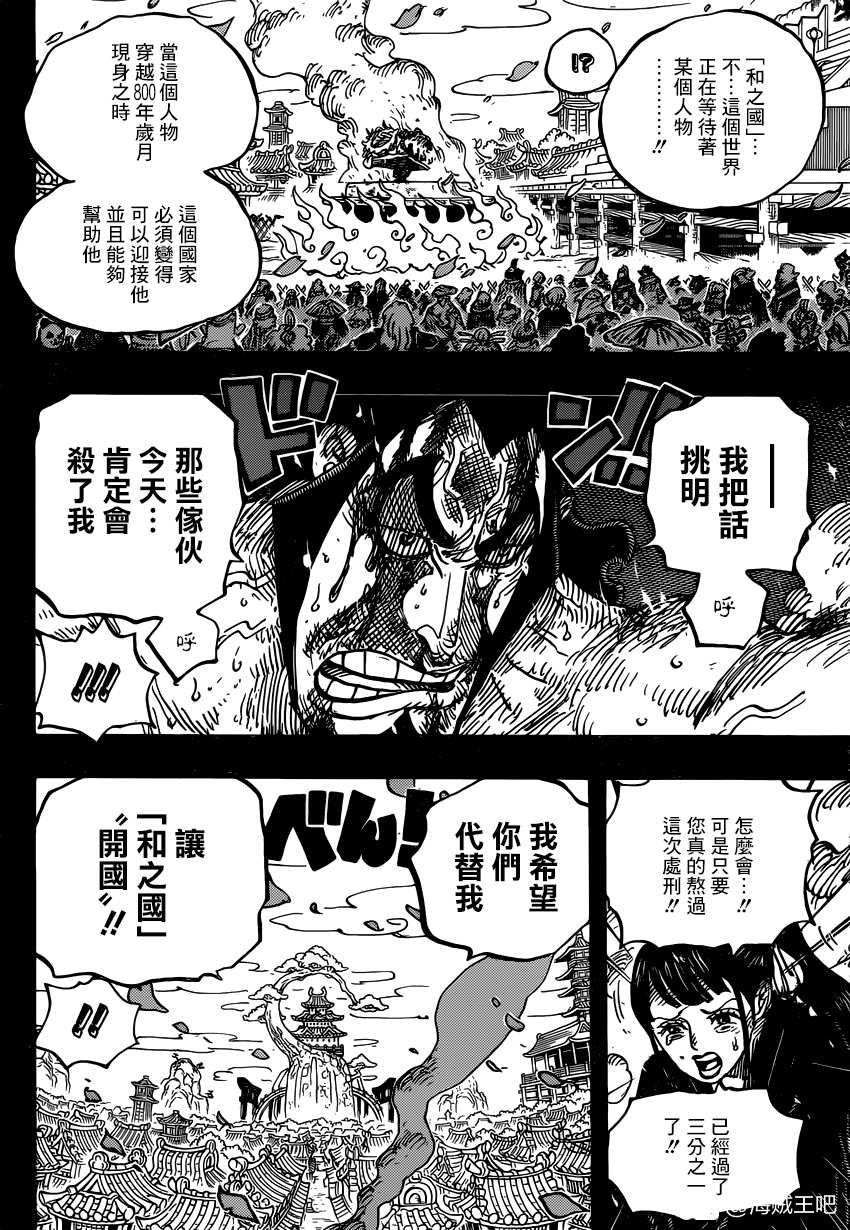 「和之國」…
不…這個世界
正在等待著
某個人物
………!!
!?
當這個人物
穿越800年歲月
現身之時
這個國家
必須變得
可以迎接他
並且能夠
幫助他
——
我把話
挑明
呼
ドン!!
那些傢伙
今天…
肯定會
殺了我
呼
!!!
怎麼會…!!
可是只要
您真的熬過
這次處刑
已經過了
三分之一
了!!
我希望
你們
代替我
べん!
讓
「和之國」
〝開國〟!!
!!!
@海贼王吧